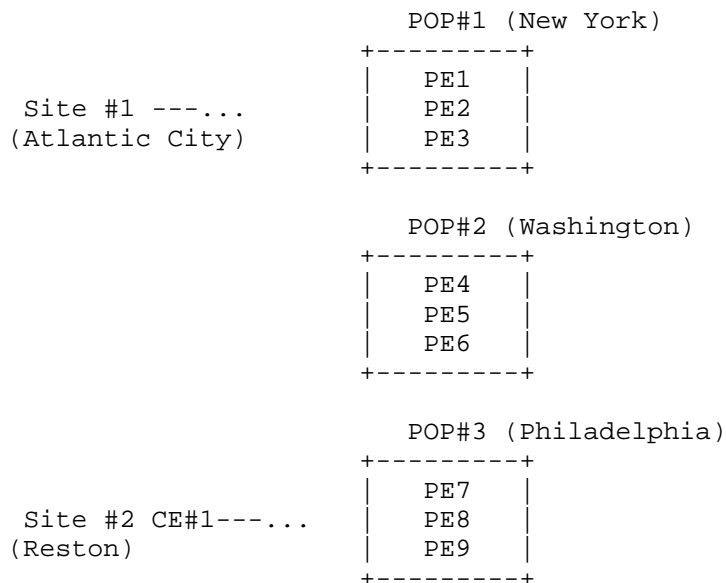 POP#1 (New York)
+---------+
| PE1 |
Site #1 ---... | PE2 |
(Atlantic City) | PE3 |
+---------+
POP#2 (Washington)
+---------+
| PE4 |
| PE5 |
| PE6 |
+---------+
POP#3 (Philadelphia)
+---------+
| PE7 |
Site #2 CE#1---... | PE8 |
(Reston) | PE9 |
+---------+